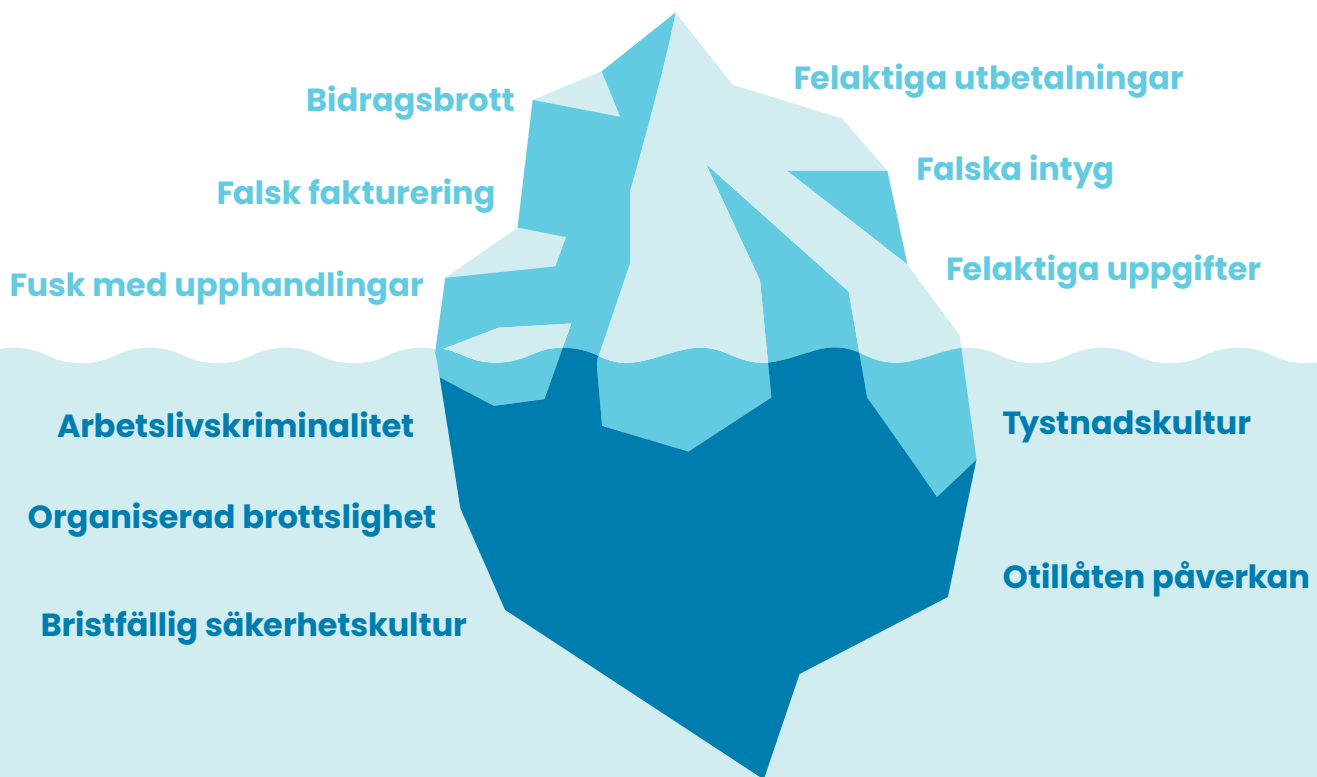 Bidragsbrott
Felaktiga utbetalningar
Falsk fakturering
Falska intyg
Fusk med upphandlingar
Felaktiga uppgifter
Arbetslivskriminalitet
Tystnadskultur
Organiserad brottslighet
Otillåten påverkan
Bristfällig säkerhetskultur